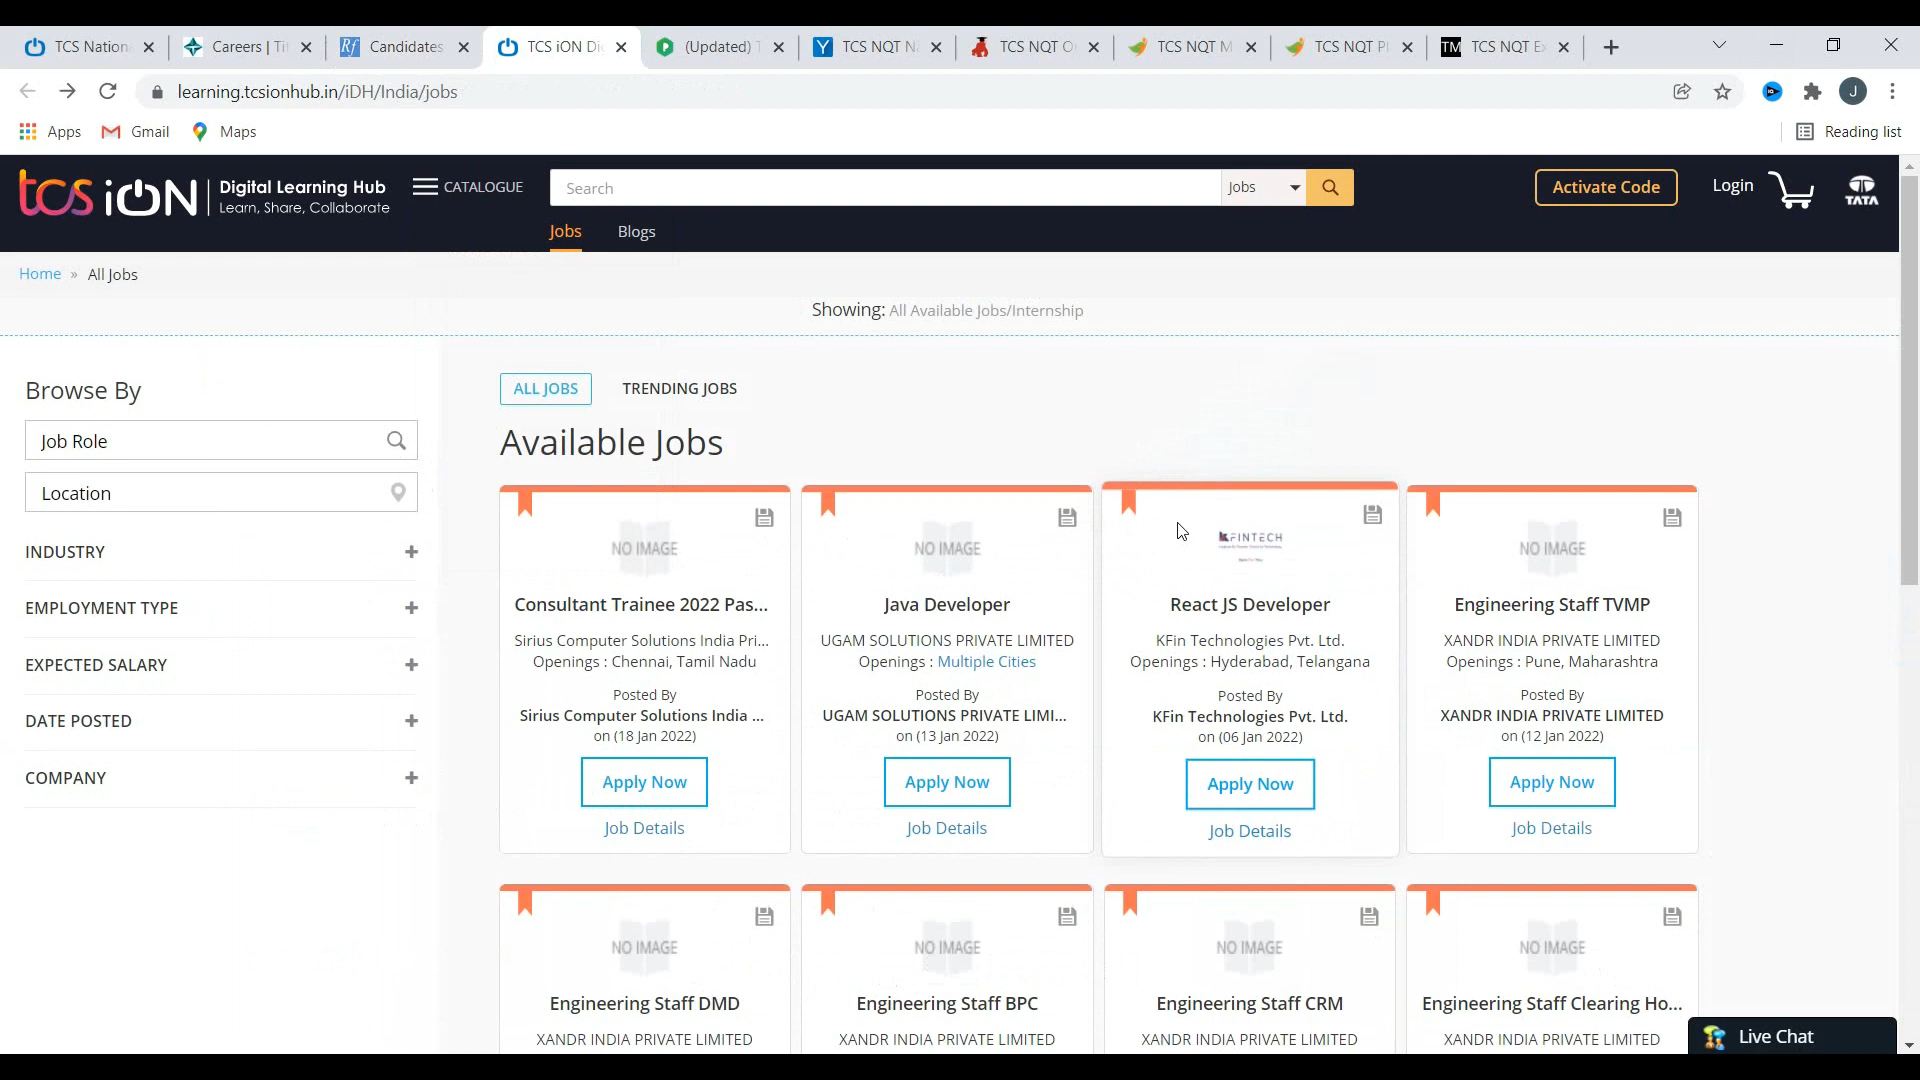 TCS Nation
Careers | Tit
Rf Candidates
TCS iON Di
(Updated) T
Y TCS NQT N
TCS NQT O
TCS NQT M
TCS NQT P
TM TCS NQT E
learning.tcsionhub.in/iDH/India/jobs
J
Apps Gmail Maps
Reading list
tcs iON Digital Learning Hub
Learn, Share, Collaborate
CATALOGUE
Search
Jobs
Activate Code
Login
TATA
Jobs Blogs
Home » All Jobs
Showing: All Available Jobs/Internship
Browse By
Job Role
Location
INDUSTRY +
EMPLOYMENT TYPE +
EXPECTED SALARY +
DATE POSTED +
COMPANY +
ALL JOBS TRENDING JOBS
Available Jobs
NO IMAGE
Consultant Trainee 2022 Pas...
Sirius Computer Solutions India Pri...
Openings : Chennai, Tamil Nadu
Posted By
Sirius Computer Solutions India ...
on (18 Jan 2022)
Apply Now
Job Details
NO IMAGE
Java Developer
UGAM SOLUTIONS PRIVATE LIMITED
Openings : Multiple Cities
Posted By
UGAM SOLUTIONS PRIVATE LIMI...
on (13 Jan 2022)
Apply Now
Job Details
KFINTECH
React JS Developer
KFin Technologies Pvt. Ltd.
Openings : Hyderabad, Telangana
Posted By
KFin Technologies Pvt. Ltd.
on (06 Jan 2022)
Apply Now
Job Details
NO IMAGE
Engineering Staff TVMP
XANDR INDIA PRIVATE LIMITED
Openings : Pune, Maharashtra
Posted By
XANDR INDIA PRIVATE LIMITED
on (12 Jan 2022)
Apply Now
Job Details
NO IMAGE
Engineering Staff DMD
XANDR INDIA PRIVATE LIMITED
NO IMAGE
Engineering Staff BPC
XANDR INDIA PRIVATE LIMITED
NO IMAGE
Engineering Staff CRM
XANDR INDIA PRIVATE LIMITED
NO IMAGE
Engineering Staff Clearing Ho...
XANDR INDIA PRIVATE LIMITED
Live Chat